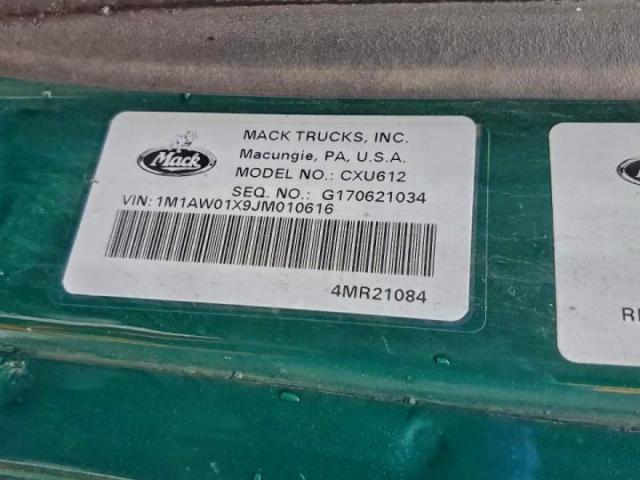 Mack
MACK TRUCKS, INC.
Macungie, PA, U.S.A.
MODEL NO.: CXU612
SEQ. NO.: G170621034
VIN: 1M1AW01X9JM010616
4MR21084